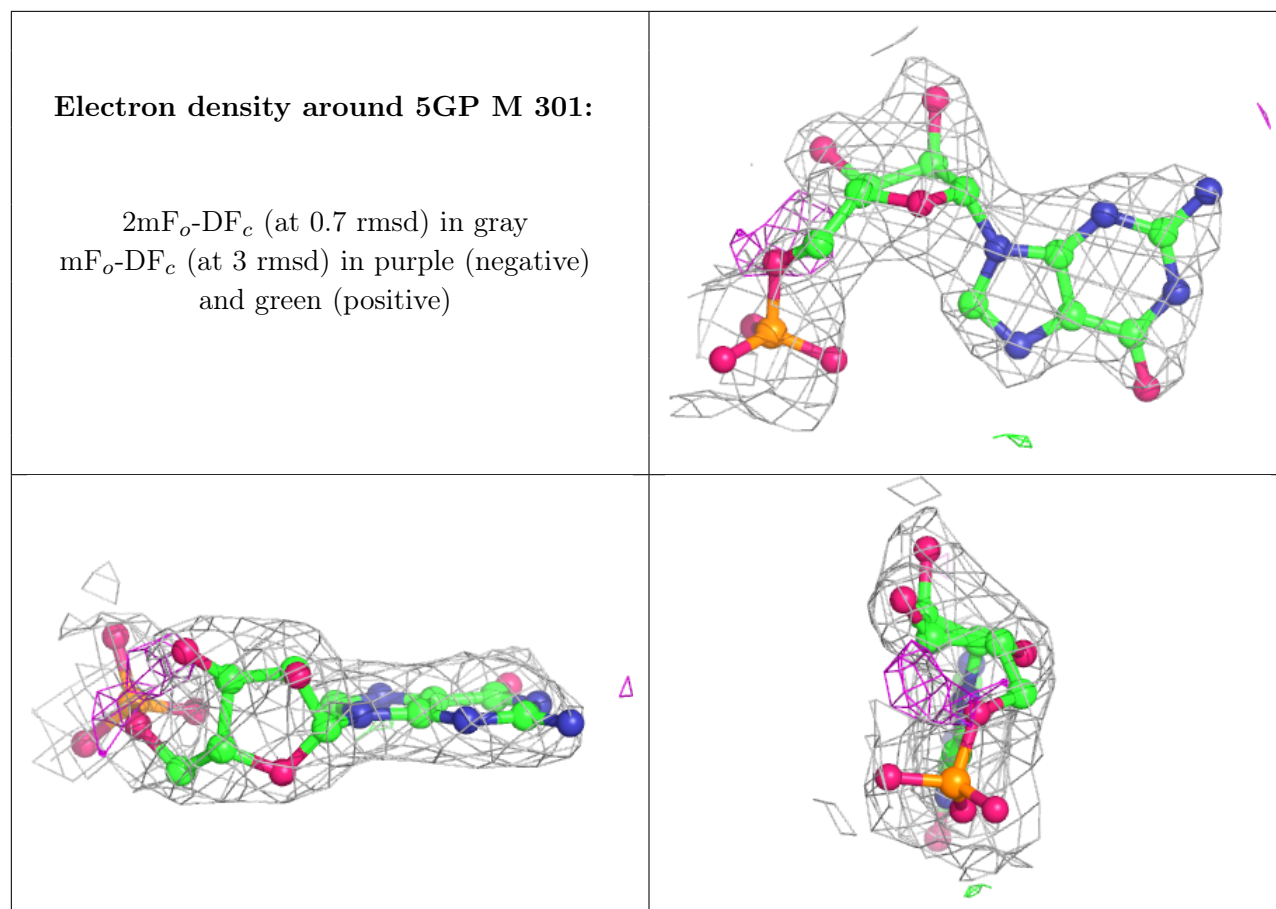 Electron density around 5GP M 301:
2mFo-DFc (at 0.7 rmsd) in gray
mFo-DFc (at 3 rmsd) in purple (negative)
and green (positive)